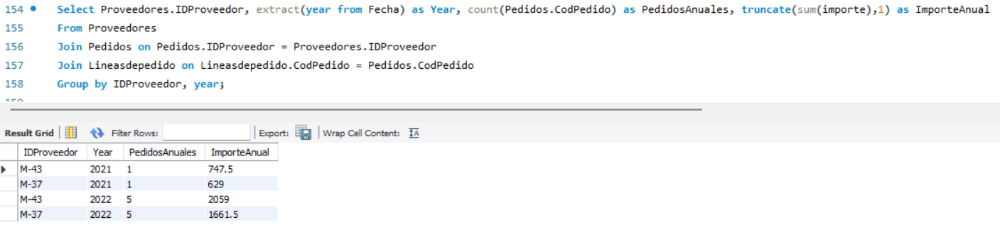 154 Select Proveedores.IDProveedor, extract(year from Fecha) as Year, count(Pedidos.CodPedido) as PedidosAnuales, truncate(sum(importe),1) as ImporteAnual
155 From Proveedores
156 Join Pedidos on Pedidos.IDProveedor = Proveedores.IDProveedor
157 Join Lineasdepedido on Lineasdepedido.CodPedido = Pedidos.CodPedido
158 Group by IDProveedor, year;
Result Grid Filter Rows: Export: Wrap Cell Content:
IDProveedor Year PedidosAnuales ImporteAnual
M-43 2021 1 747.5
M-37 2021 1 629
M-43 2022 5 2059
M-37 2022 5 1661.5